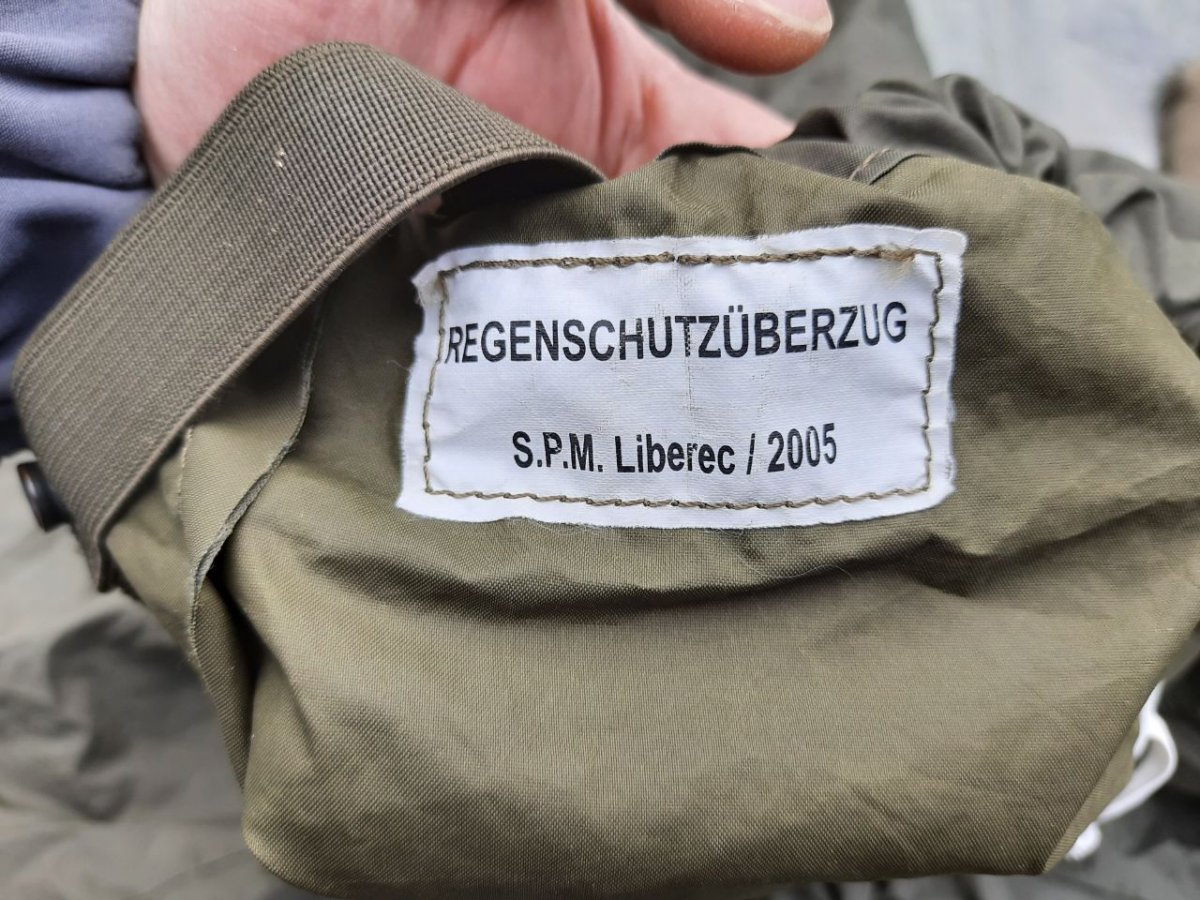 REGENSCHUTZÜBERZUG
S.P.M. Liberec / 2005